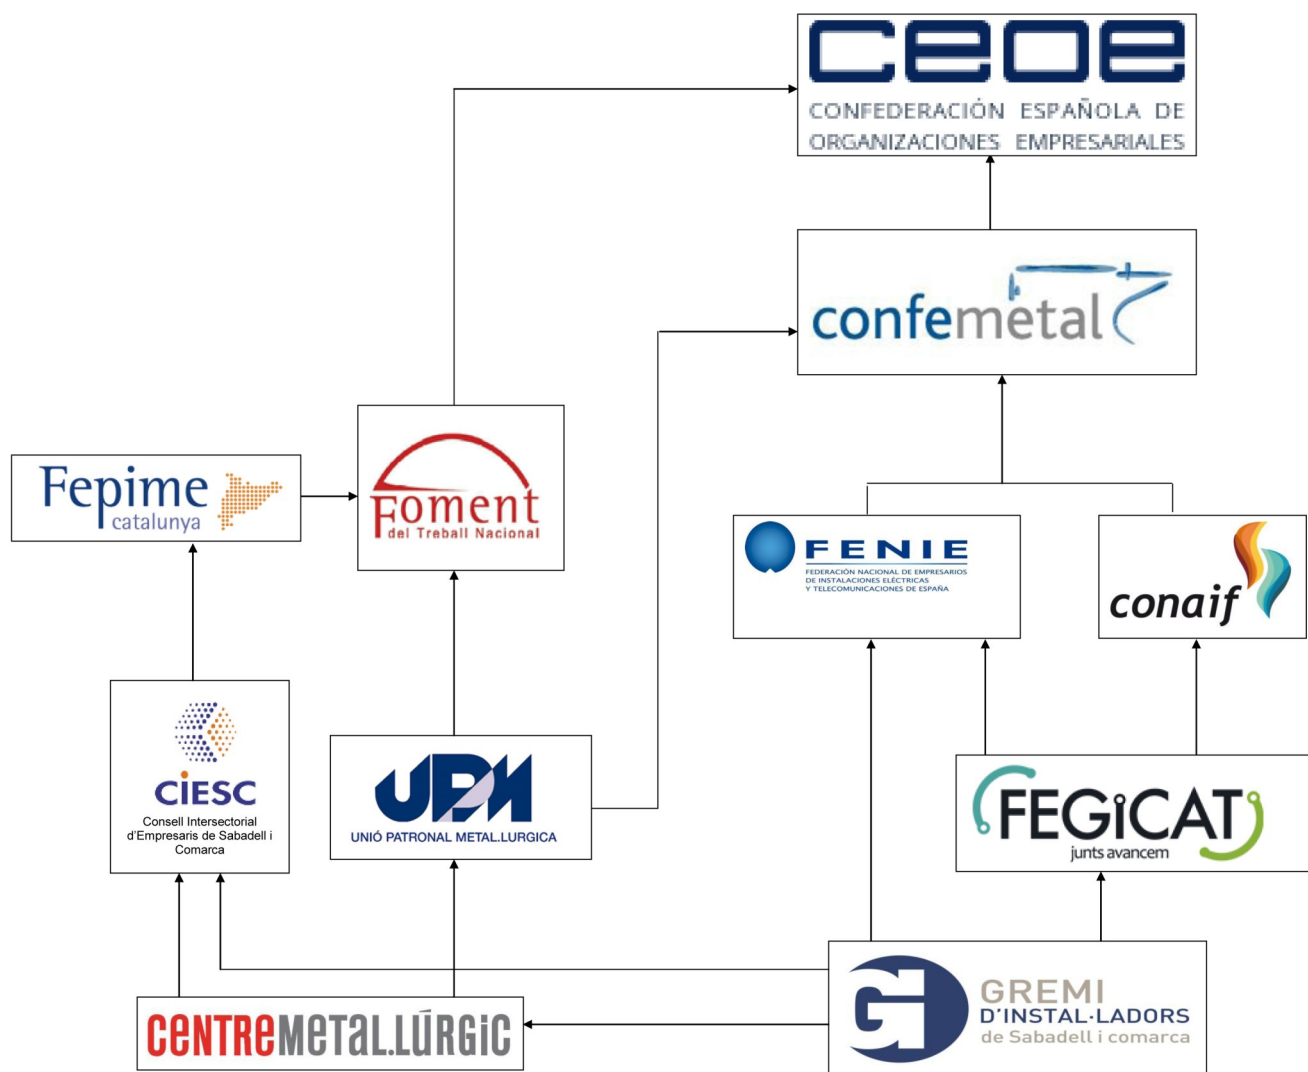 ceoe
CONFEDERACIÓN ESPAÑOLA DE
ORGANIZACIONES EMPRESARIALES
confemetal
Fepime
catalunya
Foment
del Treball Nacional
FENIE
FEDERACIÓN NACIONAL DE EMPRESARIOS
DE INSTALACIONES ELÉCTRICAS
Y TELECOMUNICACIONES DE ESPAÑA
conaif
CIESC
Consell Intersectorial
d'Empresaris de Sabadell i
Comarca
UPM
UNIÓ PATRONAL METAL.LURGICA
FEGiCAT
junts avancem
CENTREMETAL.LÚRGIC
Gi
GREMI
D'INSTAL·LADORS
de Sabadell i comarca